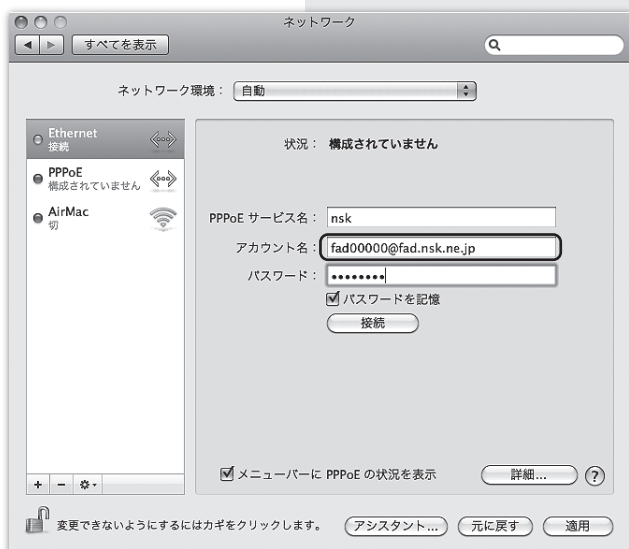 ネットワーク
すべてを表示
ネットワーク環境： 自動
Ethernet
接続
PPPoE
構成されていません
AirMac
切
状況： 構成されていません
PPPoE サービス名： nsk
アカウント名： fad00000@fad.nsk.ne.jp
パスワード： ••••••••
パスワードを記憶
接続
メニューバーに PPPoE の状況を表示
詳細... ?
変更できないようにするにはカギをクリックします。
アシスタント... 元に戻す 適用